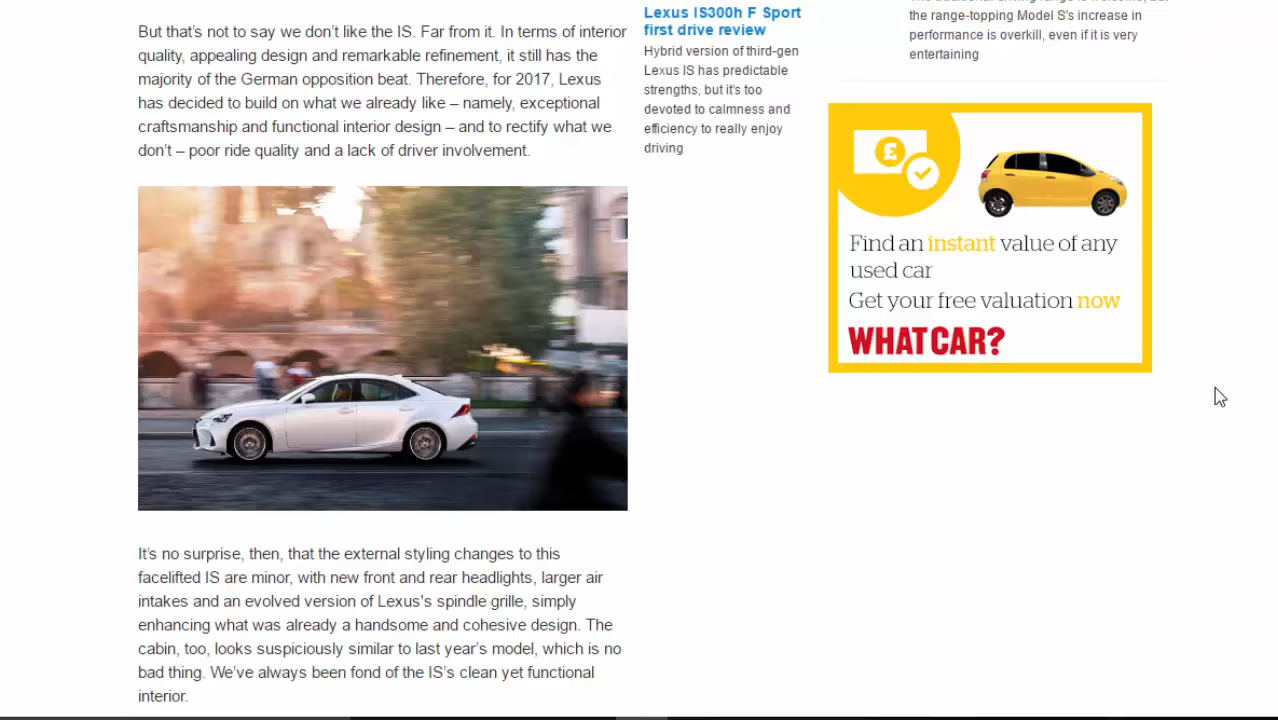 But that's not to say we don't like the IS. Far from it. In terms of interior
quality, appealing design and remarkable refinement, it still has the
majority of the German opposition beat. Therefore, for 2017, Lexus
has decided to build on what we already like – namely, exceptional
craftsmanship and functional interior design – and to rectify what we
don't – poor ride quality and a lack of driver involvement.
It's no surprise, then, that the external styling changes to this
facelifted IS are minor, with new front and rear headlights, larger air
intakes and an evolved version of Lexus's spindle grille, simply
enhancing what was already a handsome and cohesive design. The
cabin, too, looks suspiciously similar to last year's model, which is no
bad thing. We've always been fond of the IS's clean yet functional
interior.
Lexus IS300h F Sport
first drive review
Hybrid version of third-gen
Lexus IS has predictable
strengths, but it's too
devoted to calmness and
efficiency to really enjoy
driving
the range-topping Model S's increase in
performance is overkill, even if it is very
entertaining
£
Find an instant value of any
used car
Get your free valuation now
WHAT CAR?